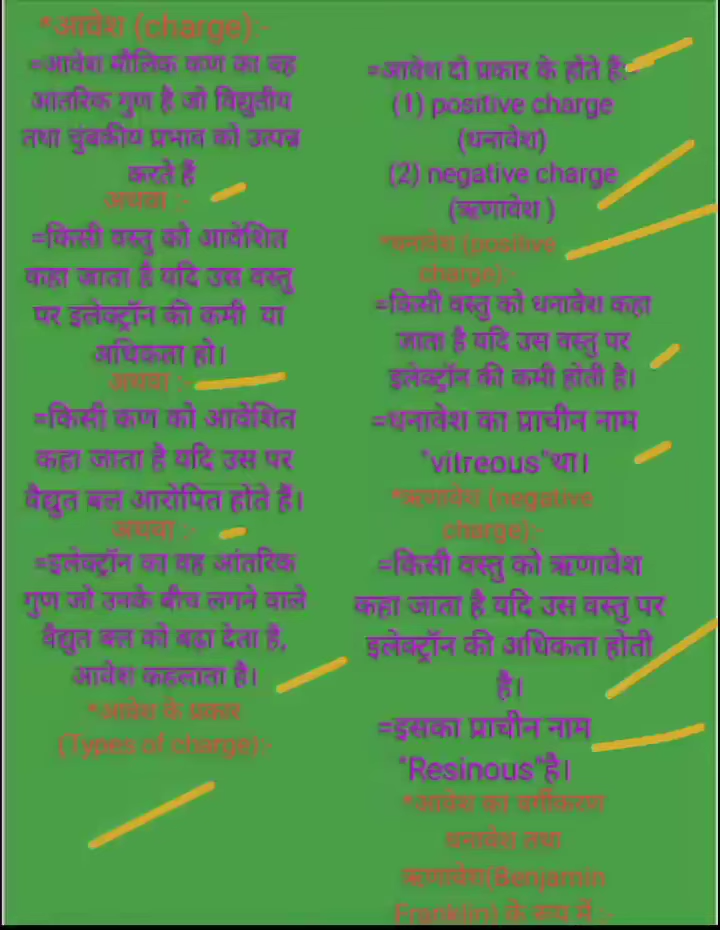 *आवेश (charge):-
=आवेश मौलिक कण का वह
आतरिक गुण है जो विद्युतीय
तथा चुंबकीय प्रभाव को उत्पन्न
करते हैं
अथवा :-
=किसी वस्तु को आवेशित
कहा जाता है यदि उस वस्तु
पर इलेक्ट्रॉन की कमी या
अधिकता हो।
अथवा :-
=किसी कण को आवेशित
कहा जाता है यदि उस पर
वैद्युत बल आरोपित होते हैं।
अथवा :-
=इलेक्ट्रॉन का वह आंतरिक
गुण जो उनके बीच लगने वाले
वैद्युत बल को बढ़ा देता है,
आवेश कहलाता है।
*आवेश के प्रकार
(Types of charge):-
=आवेश दो प्रकार के होते है:-
(1) positive charge
(धनावेश)
(2) negative charge
(ऋणावेश )
*धनावेश (positive
charge):-
=किसी वस्तु को धनावेश कहा
जाता है यदि उस वस्तु पर
इलेक्ट्रॉन की कमी होती है।
=धनावेश का प्राचीन नाम
"vitreous"था।
*ऋणावेश (negative
charge):-
=किसी वस्तु को ऋणावेश
कहा जाता है यदि उस वस्तु पर
इलेक्ट्रॉन की अधिकता होती
है।
=इसका प्राचीन नाम
"Resinous"है।
*आवेश का वर्गीकरण
धनावेश तथा
ऋणावेश(Benjamin
Franklin) के रूप में :-